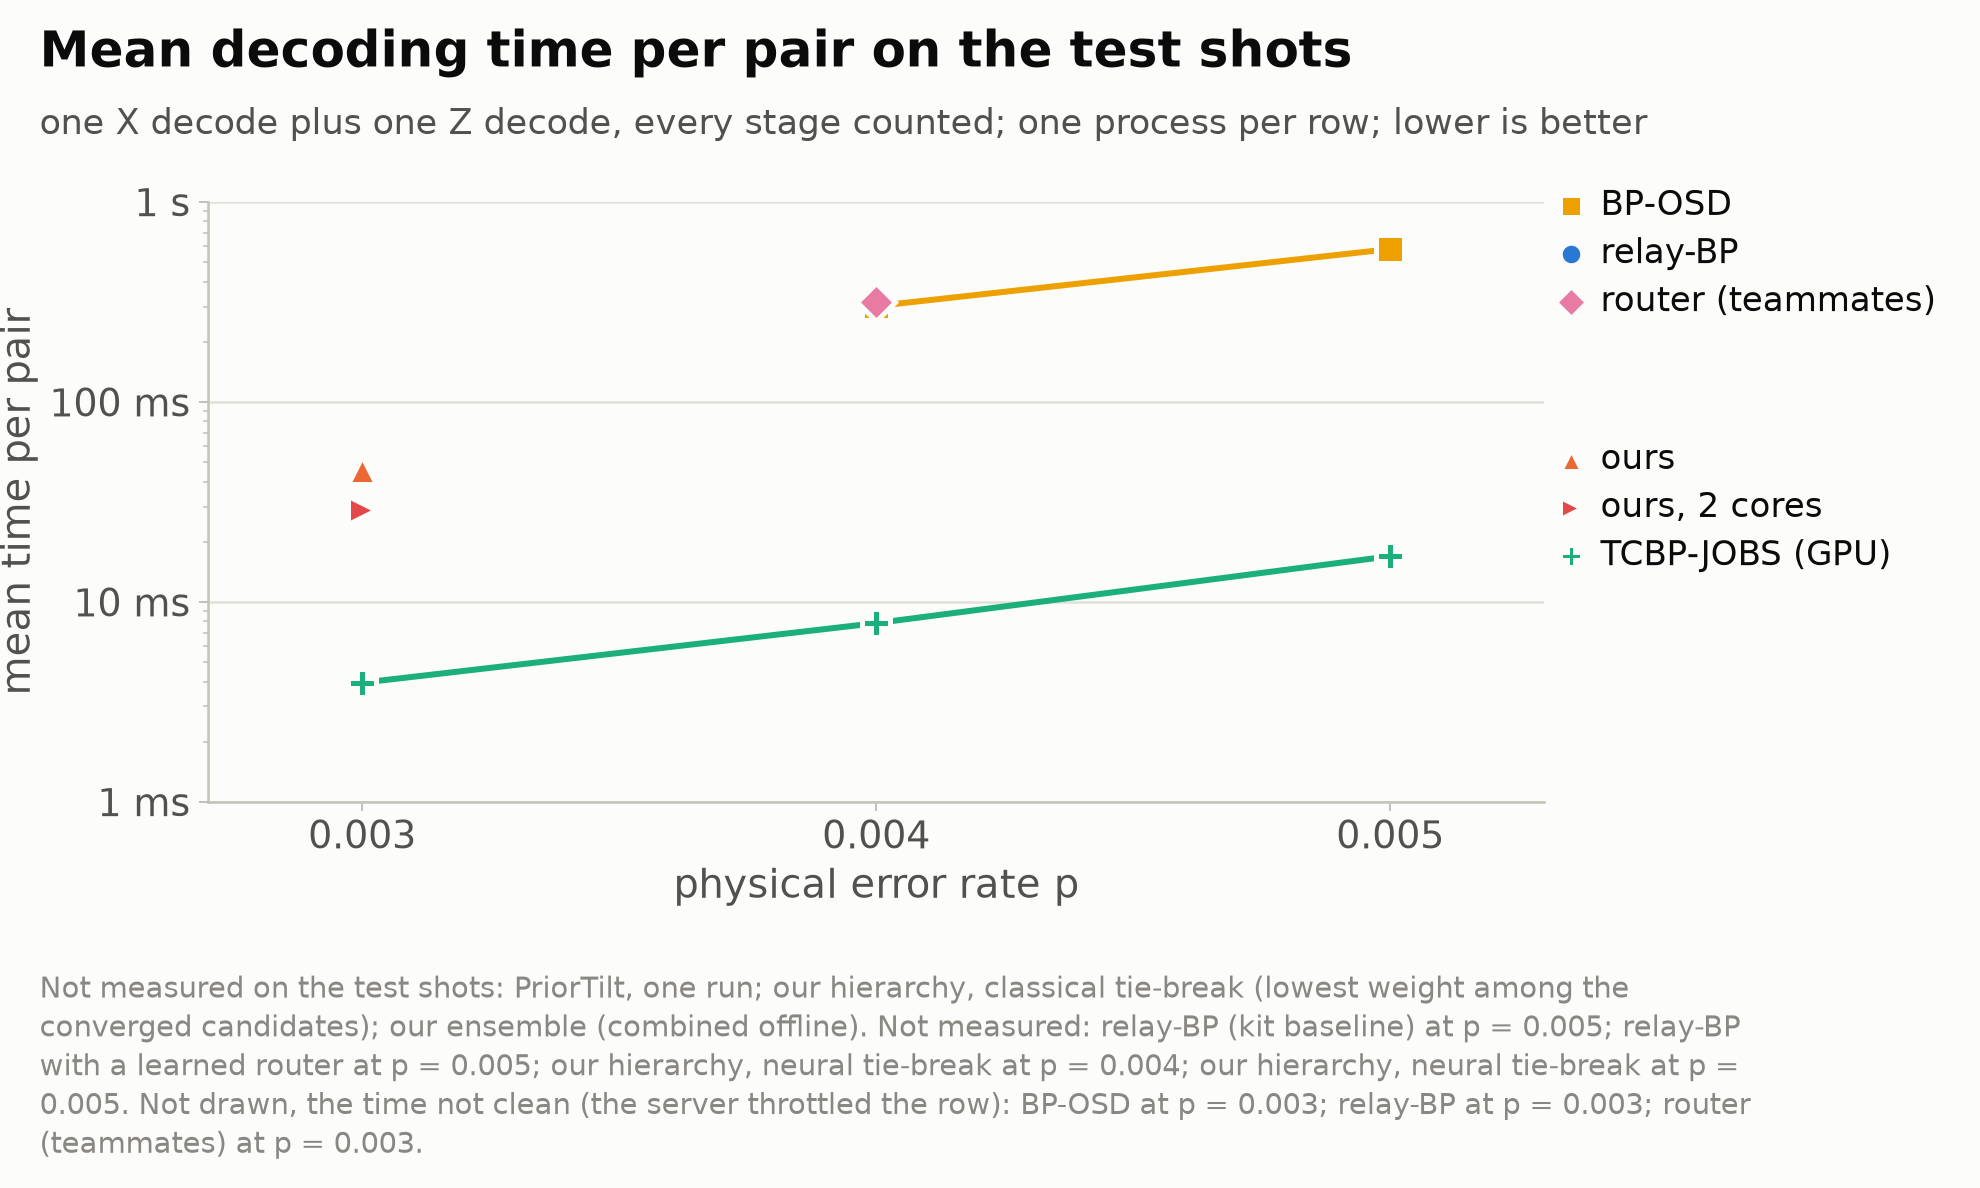 Mean decoding time per pair on the test shots
one X decode plus one Z decode, every stage counted; one process per row; lower is better
mean time per pair
1 s
100 ms
10 ms
1 ms
0.003
0.004
0.005
physical error rate p
BP-OSD
relay-BP
router (teammates)
ours
ours, 2 cores
TCBP-JOBS (GPU)
Not measured on the test shots: PriorTilt, one run; our hierarchy, classical tie-break (lowest weight among the
converged candidates); our ensemble (combined offline). Not measured: relay-BP (kit baseline) at p = 0.005; relay-BP
with a learned router at p = 0.005; our hierarchy, neural tie-break at p = 0.004; our hierarchy, neural tie-break at p =
0.005. Not drawn, the time not clean (the server throttled the row): BP-OSD at p = 0.003; relay-BP at p = 0.003; router
(teammates) at p = 0.003.